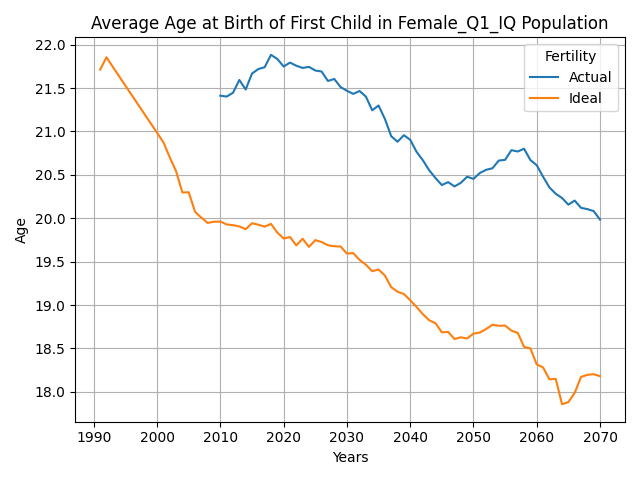 Average Age at Birth of First Child in Female_Q1_IQ Population
Fertility
Actual
Ideal
Age
22.0
21.5
21.0
20.5
20.0
19.5
19.0
18.5
18.0
1990 2000 2010 2020 2030 2040 2050 2060 2070
Years